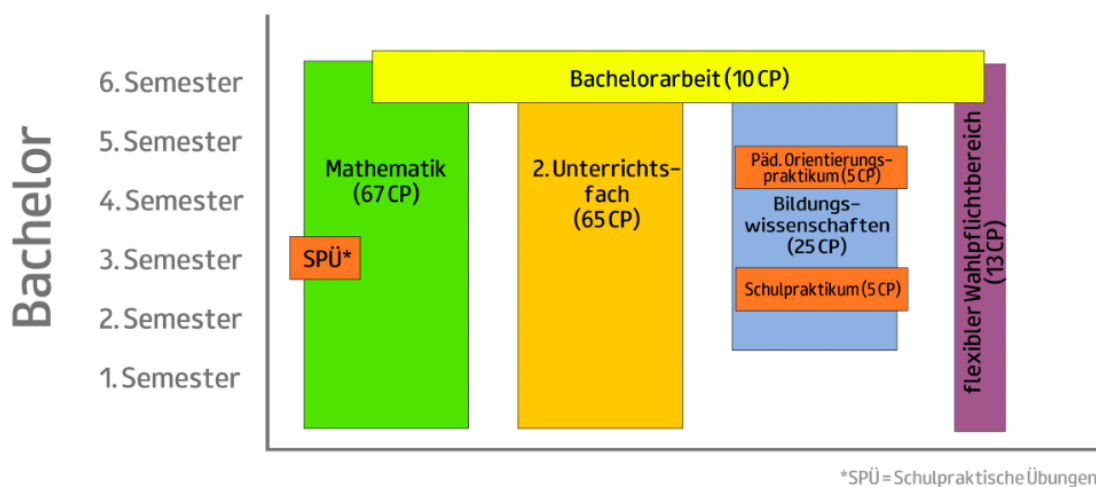 Bachelor
6. Semester
5. Semester
4. Semester
3. Semester
2. Semester
1. Semester
Bachelorarbeit (10 CP)
Mathematik
(67 CP)
SPÜ*
2. Unterrichts-
fach
(65 CP)
Päd. Orientierungs-
praktikum (5 CP)
Bildungs-
wissenschaften
(25 CP)
Schulpraktikum (5 CP)
flexibler Wahlpflichtbereich
(13 CP)
*SPÜ = Schulpraktische Übungen